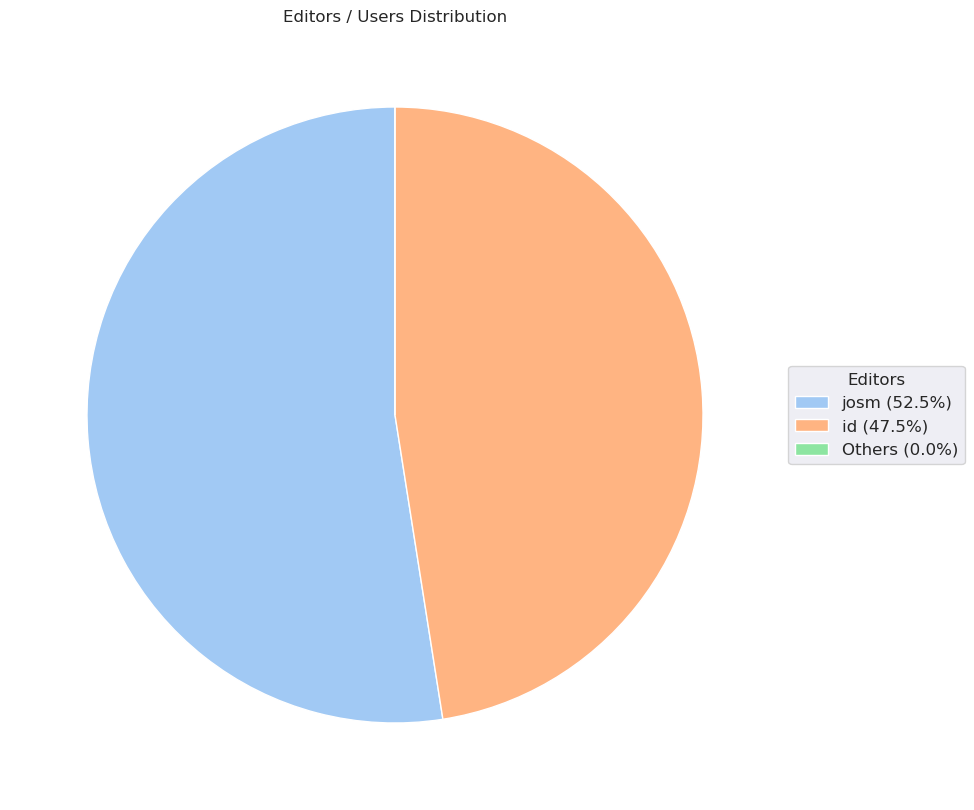 Editors / Users Distribution
Editors
josm (52.5%)
id (47.5%)
Others (0.0%)